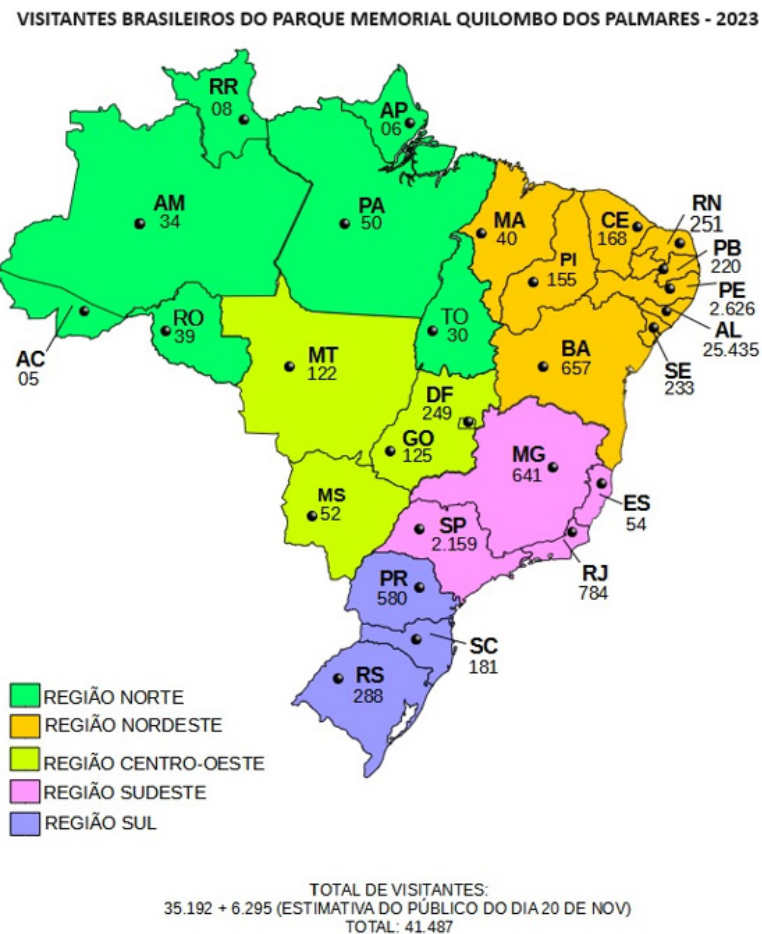 VISITANTES BRASILEIROS DO PARQUE MEMORIAL QUILOMBO DOS PALMARES - 2023
RR
08
AP
06
AM
34
PA
50
MA
40
CE
168
RN
251
PI
155
PB
220
PE
2.626
AL
25.435
SE
233
AC
05
RO
39
TO
30
MT
122
BA
657
DF
249
GO
125
MG
641
ES
54
MS
52
SP
2.159
RJ
784
PR
580
SC
181
RS
288
REGIÃO NORTE
REGIÃO NORDESTE
REGIÃO CENTRO-OESTE
REGIÃO SUDESTE
REGIÃO SUL
TOTAL DE VISITANTES:
35.192 + 6.295 (ESTIMATIVA DO PÚBLICO DO DIA 20 DE NOV)
TOTAL: 41.487